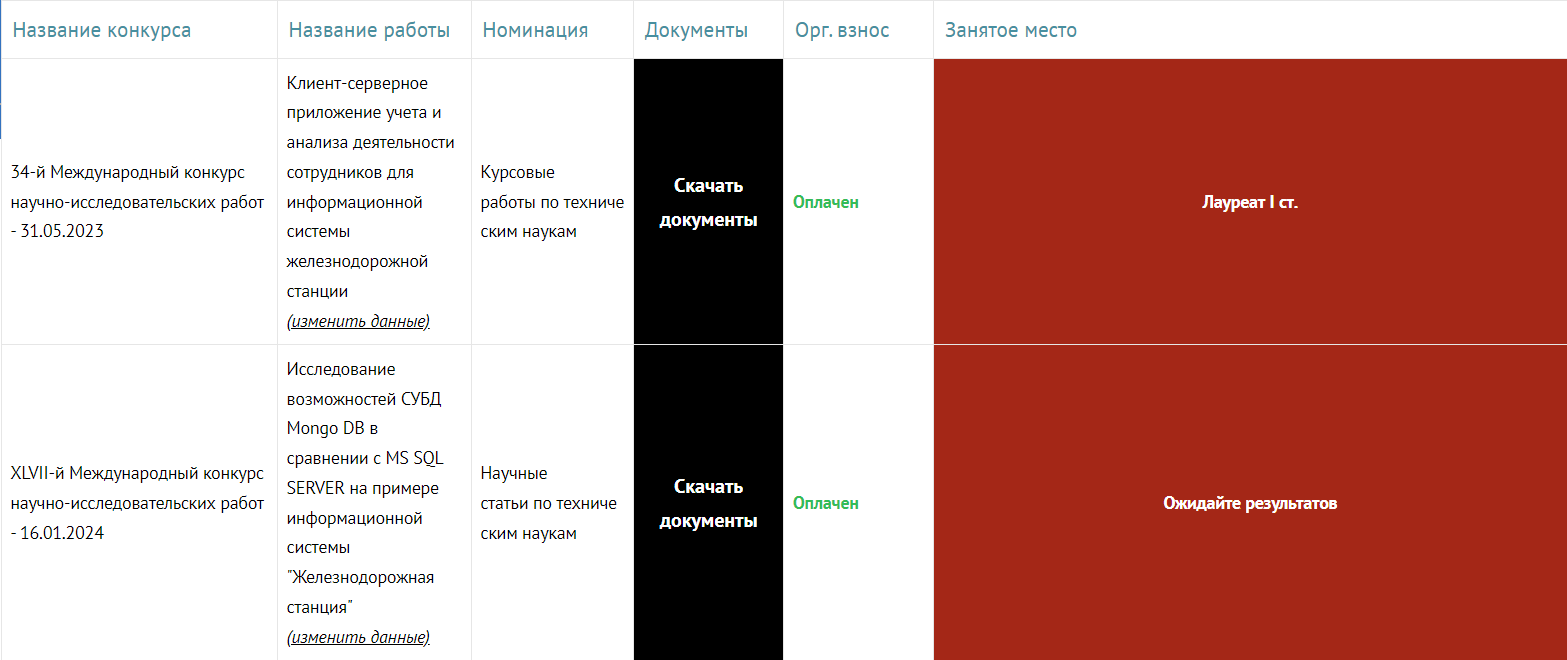 Название конкурса
Название работы
Номинация
Документы
Орг. взнос
Занятое место
34-й Международный конкурс
научно-исследовательских работ
- 31.05.2023
Клиент-серверное
приложение учета и
анализа деятельности
сотрудников для
информационной
системы
железнодорожной
станции
(изменить данные)
Курсовые
работы по техниче
ским наукам
Скачать
документы
Оплачен
Лауреат I ст.
XLVII-й Международный конкурс
научно-исследовательских работ
- 16.01.2024
Исследование
возможностей СУБД
Mongo DB в
сравнении с MS SQL
SERVER на примере
информационной
системы
"Железнодорожная
станция"
(изменить данные)
Научные
статьи по техниче
ским наукам
Скачать
документы
Оплачен
Ожидайте результатов